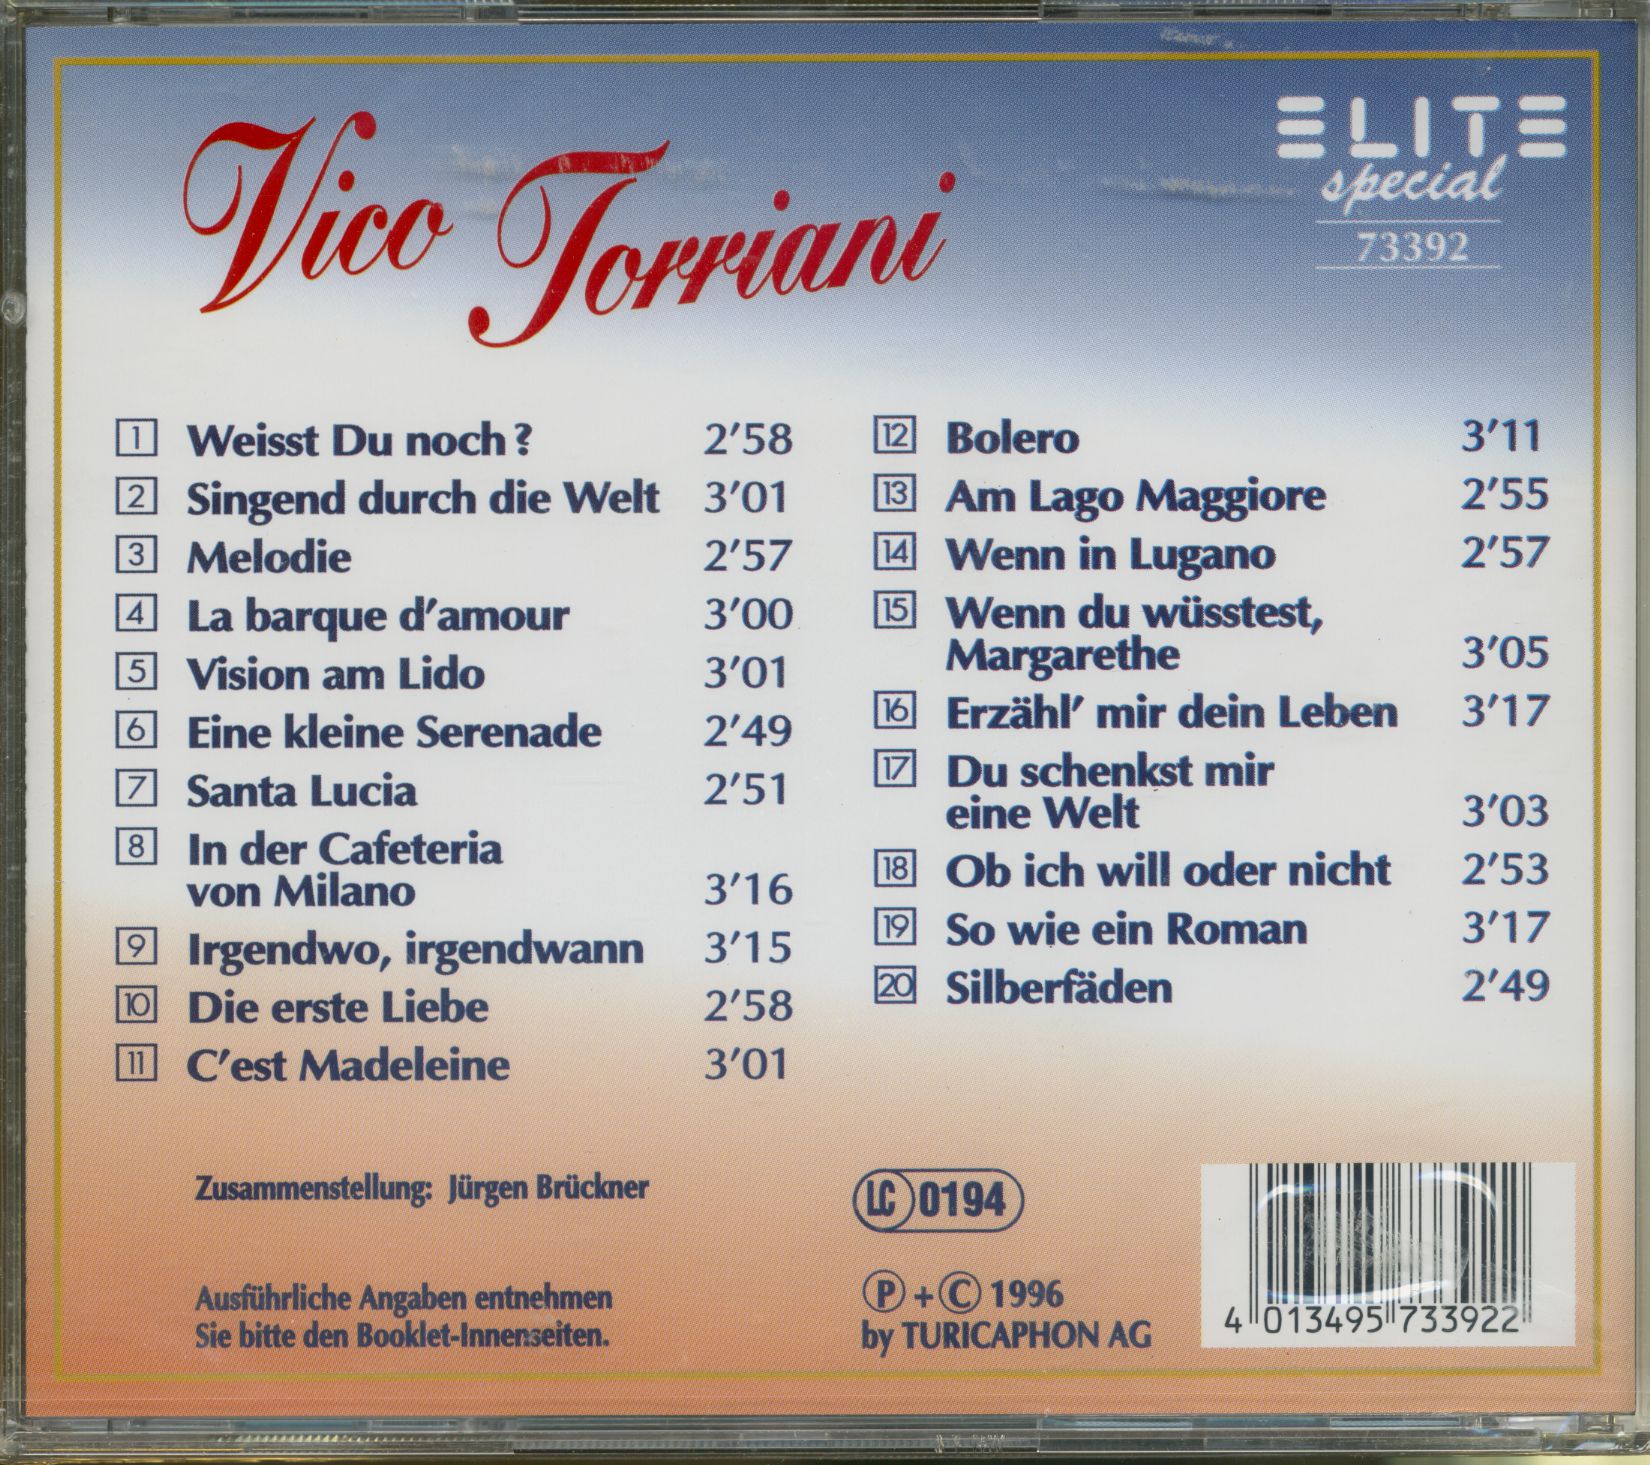 Vico Torriani
ELITE
special
73392
1 Weisst Du noch? 2'58
2 Singend durch die Welt 3'01
3 Melodie 2'57
4 La barque d'amour 3'00
5 Vision am Lido 3'01
6 Eine kleine Serenade 2'49
7 Santa Lucia 2'51
8 In der Cafeteria
von Milano 3'16
9 Irgendwo, irgendwann 3'15
10 Die erste Liebe 2'58
11 C'est Madeleine 3'01
12 Bolero 3'11
13 Am Lago Maggiore 2'55
14 Wenn in Lugano 2'57
15 Wenn du wüsstest,
Margarethe 3'05
16 Erzähl' mir dein Leben 3'17
17 Du schenkst mir
eine Welt 3'03
18 Ob ich will oder nicht 2'53
19 So wie ein Roman 3'17
20 Silberfäden 2'49
Zusammenstellung: Jürgen Brückner
Ausführliche Angaben entnehmen
Sie bitte den Booklet-Innenseiten.
LC 0194
Ⓟ + Ⓒ 1996
by TURICAPHON AG
4 013495 733922